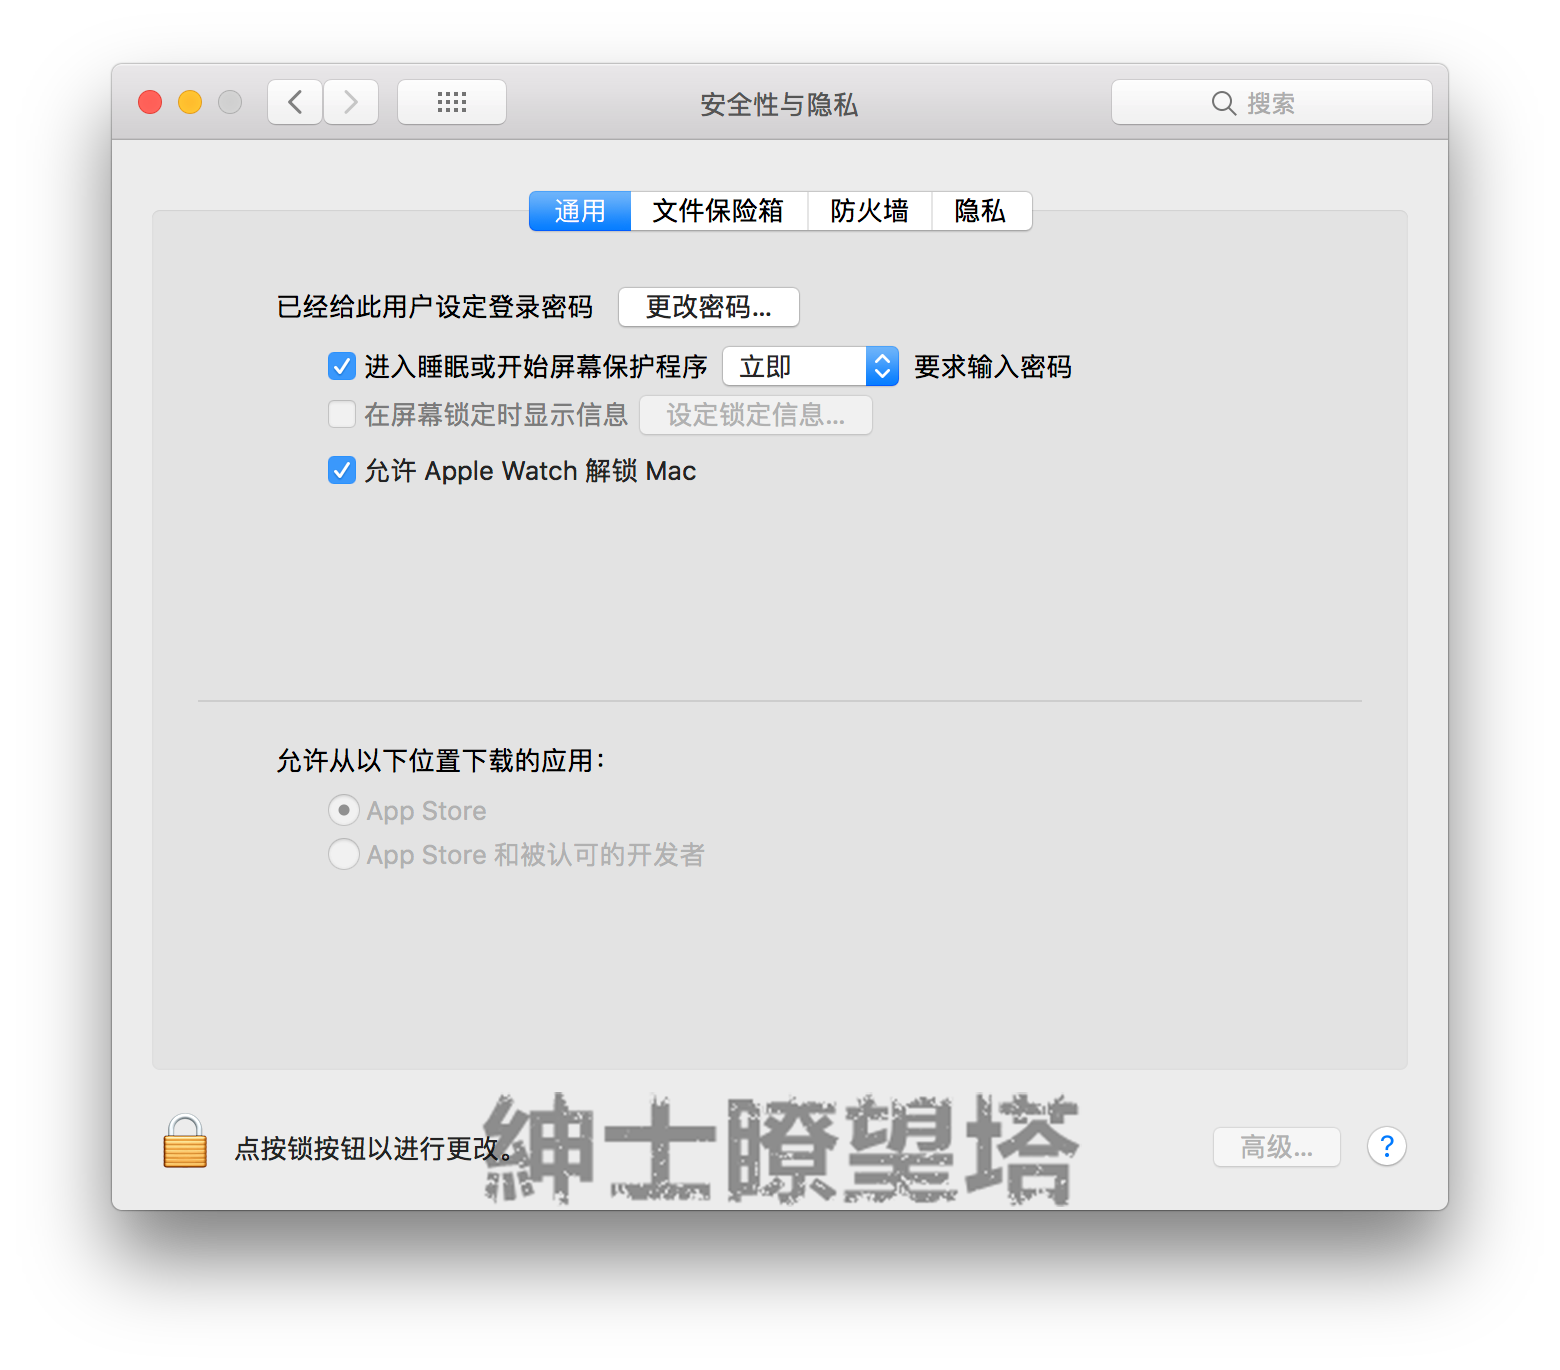 安全性与隐私
搜索
通用 文件保险箱 防火墙 隐私
已经给此用户设定登录密码 更改密码...
进入睡眠或开始屏幕保护程序 立即 要求输入密码
在屏幕锁定时显示信息 设定锁定信息...
允许 Apple Watch 解锁 Mac
允许从以下位置下载的应用：
App Store
App Store 和被认可的开发者
点按锁按钮以进行更改。
紳士瞭望塔
高级... ?